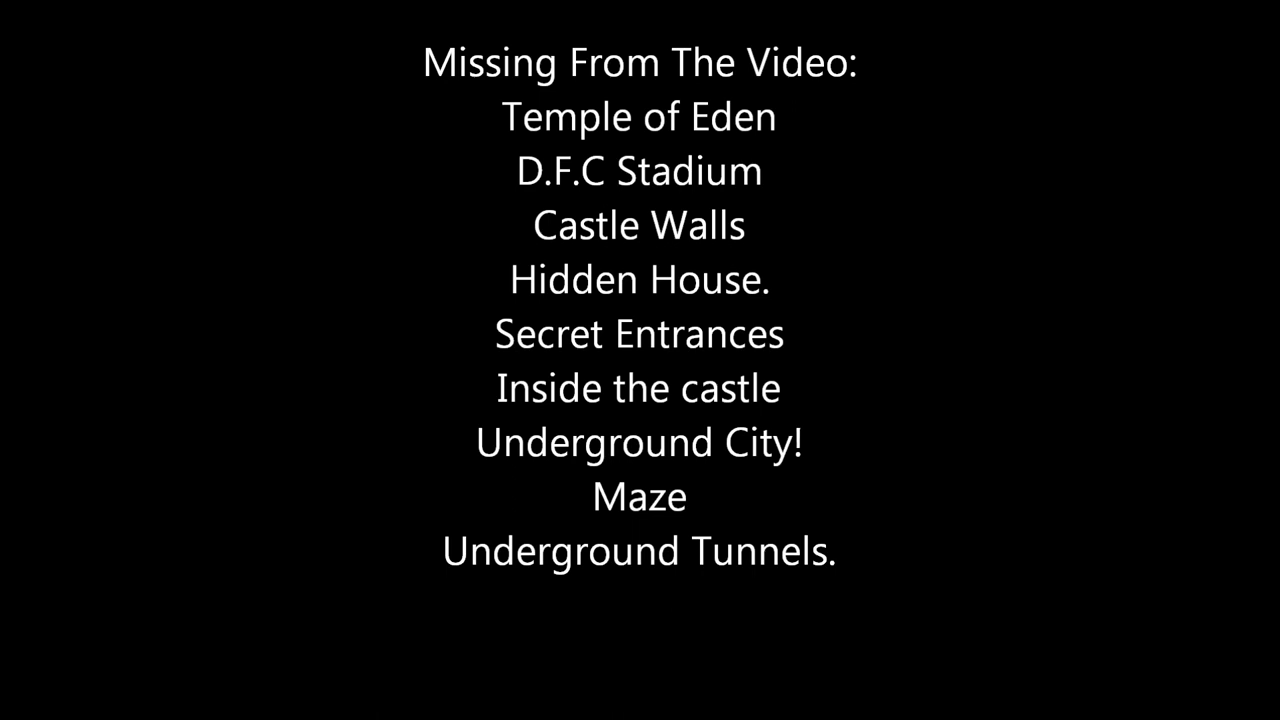 Missing From The Video:
Temple of Eden
D.F.C Stadium
Castle Walls
Hidden House.
Secret Entrances
Inside the castle
Underground City!
Maze
Underground Tunnels.